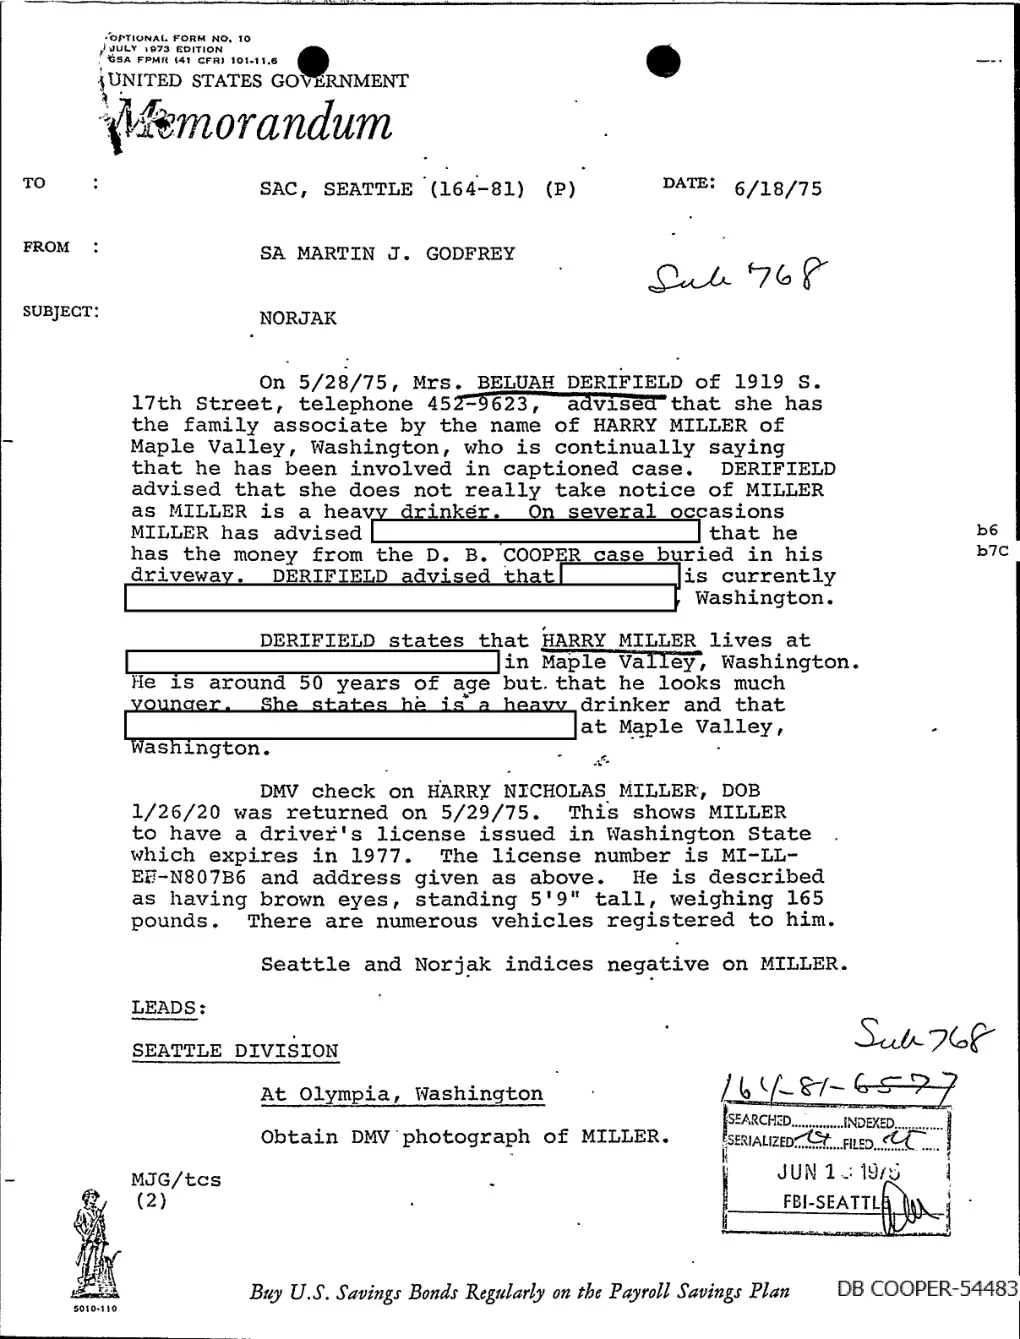 OPTIONAL FORM NO. 10
JULY 1973 EDITION
GSA FPMR (41 CFR) 101-11.6
UNITED STATES GOVERNMENT
Memorandum
TO : SAC, SEATTLE (164-81) (P) DATE: 6/18/75
FROM : SA MARTIN J. GODFREY
Sub 768
SUBJECT: NORJAK
On 5/28/75, Mrs. BELUAH DERIFIELD of 1919 S.
17th Street, telephone 452-9623, advised that she has
the family associate by the name of HARRY MILLER of
Maple Valley, Washington, who is continually saying
that he has been involved in captioned case. DERIFIELD
advised that she does not really take notice of MILLER
as MILLER is a heavy drinker. On several occasions
MILLER has advised that he
b6
has the money from the D. B. COOPER case buried in his
b7C
driveway. DERIFIELD advised that is currently
, Washington.
DERIFIELD states that HARRY MILLER lives at
in Maple Valley, Washington.
He is around 50 years of age but that he looks much
younger. She states he is a heavy drinker and that
at Maple Valley,
Washington.
DMV check on HARRY NICHOLAS MILLER, DOB
1/26/20 was returned on 5/29/75. This shows MILLER
to have a driver's license issued in Washington State
which expires in 1977. The license number is MI-LL-
EF-N807B6 and address given as above. He is described
as having brown eyes, standing 5'9" tall, weighing 165
pounds. There are numerous vehicles registered to him.
Seattle and Norjak indices negative on MILLER.
LEADS:
SEATTLE DIVISION
At Olympia, Washington
Obtain DMV photograph of MILLER.
MJG/tcs
(2)
Sub 768
164-81-6577
SEARCHED............INDEXED............
SERIALIZED........FILED............
JUN 1 1975
FBI-SEATTLE
5010-110
Buy U.S. Savings Bonds Regularly on the Payroll Savings Plan
DB COOPER-54483